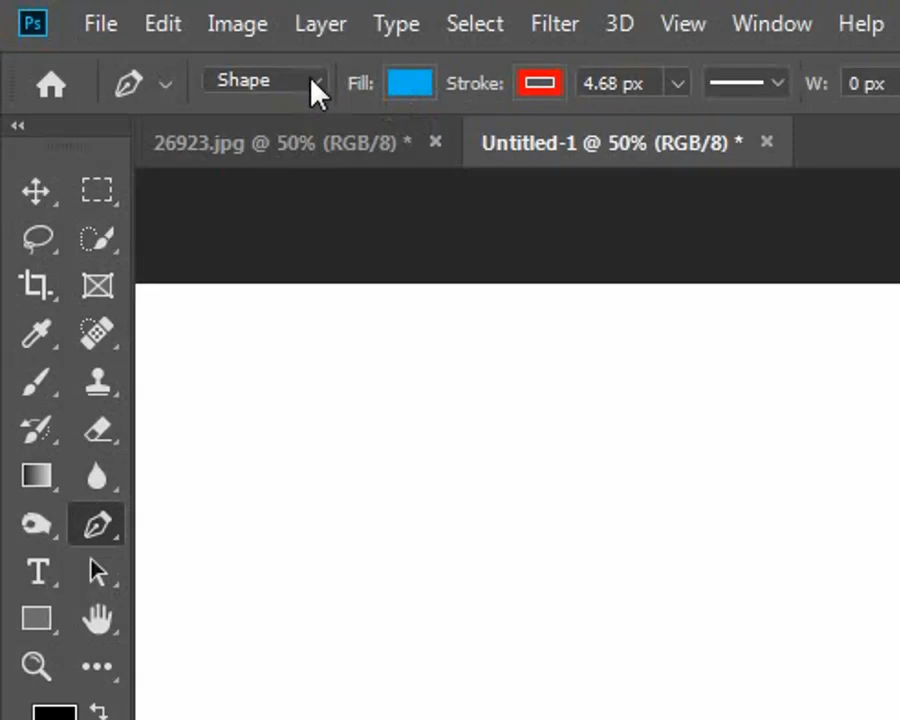 Ps File Edit Image Layer Type Select Filter 3D View Window Help
Shape Fill: Stroke: 4.68 px W: 0 px
26923.jpg @ 50% (RGB/8) * × Untitled-1 @ 50% (RGB/8) * ×
T